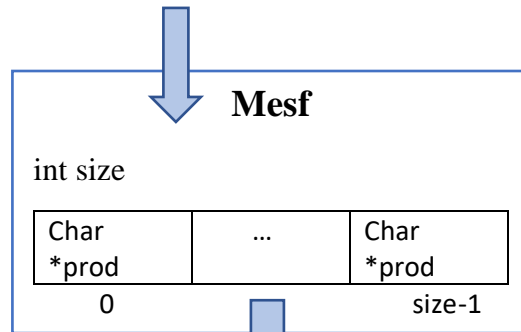 Mesf
int size
Char *prod … Char *prod
0 size-1